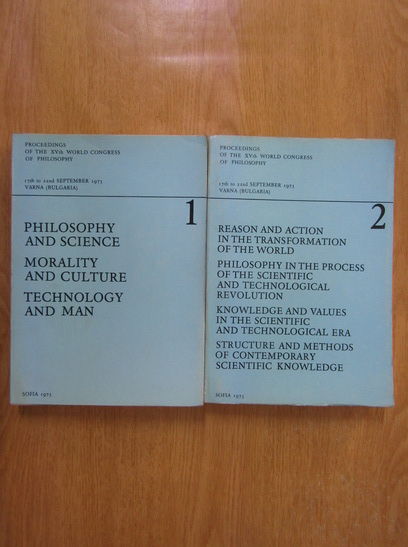 PROCEEDINGS
OF THE XVth WORLD CONGRESS
OF PHILOSOPHY
17th to 22nd SEPTEMBER 1973
VARNA (BULGARIA)
1
PHILOSOPHY
AND SCIENCE
MORALITY
AND CULTURE
TECHNOLOGY
AND MAN
SOFIA 1973
PROCEEDINGS
OF THE XVth WORLD CONGRESS
OF PHILOSOPHY
17th to 22nd SEPTEMBER 1973
VARNA (BULGARIA)
2
REASON AND ACTION
IN THE TRANSFORMATION
OF THE WORLD
PHILOSOPHY IN THE PROCESS
OF THE SCIENTIFIC
AND TECHNOLOGICAL
REVOLUTION
KNOWLEDGE AND VALUES
IN THE SCIENTIFIC
AND TECHNOLOGICAL ERA
STRUCTURE AND METHODS
OF CONTEMPORARY
SCIENTIFIC KNOWLEDGE
SOFIA 1973